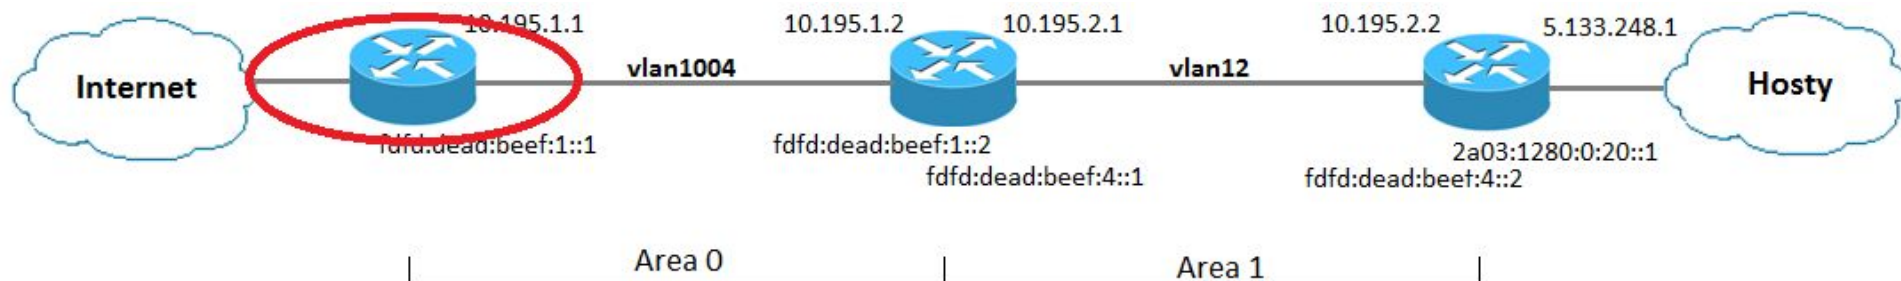 10.195.1.1 10.195.1.2 10.195.2.1 10.195.2.2 5.133.248.1
Internet vlan1004 vlan12 Hosty
fdfd:dead:beef:1::1 fdfd:dead:beef:1::2 2a03:1280:0:20::1
fdfd:dead:beef:4::1 fdfd:dead:beef:4::2
Area 0 Area 1